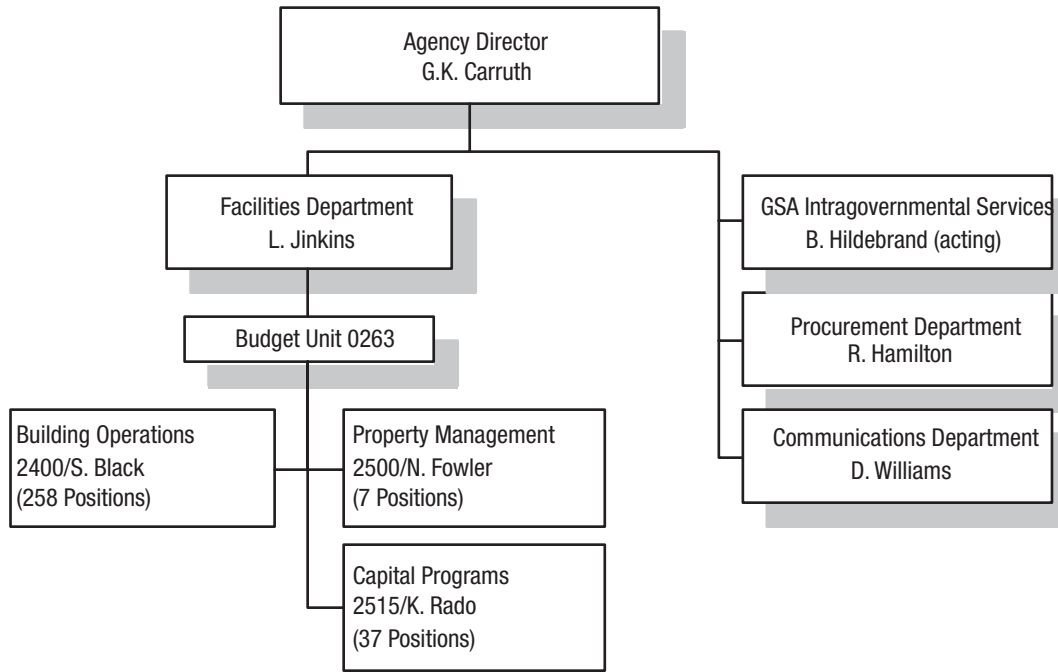 Agency Director
G.K. Carruth
Facilities Department
L. Jinkins
GSA Intragovernmental Services
B. Hildebrand (acting)
Budget Unit 0263
Procurement Department
R. Hamilton
Building Operations
2400/S. Black
(258 Positions)
Property Management
2500/N. Fowler
(7 Positions)
Communications Department
D. Williams
Capital Programs
2515/K. Rado
(37 Positions)